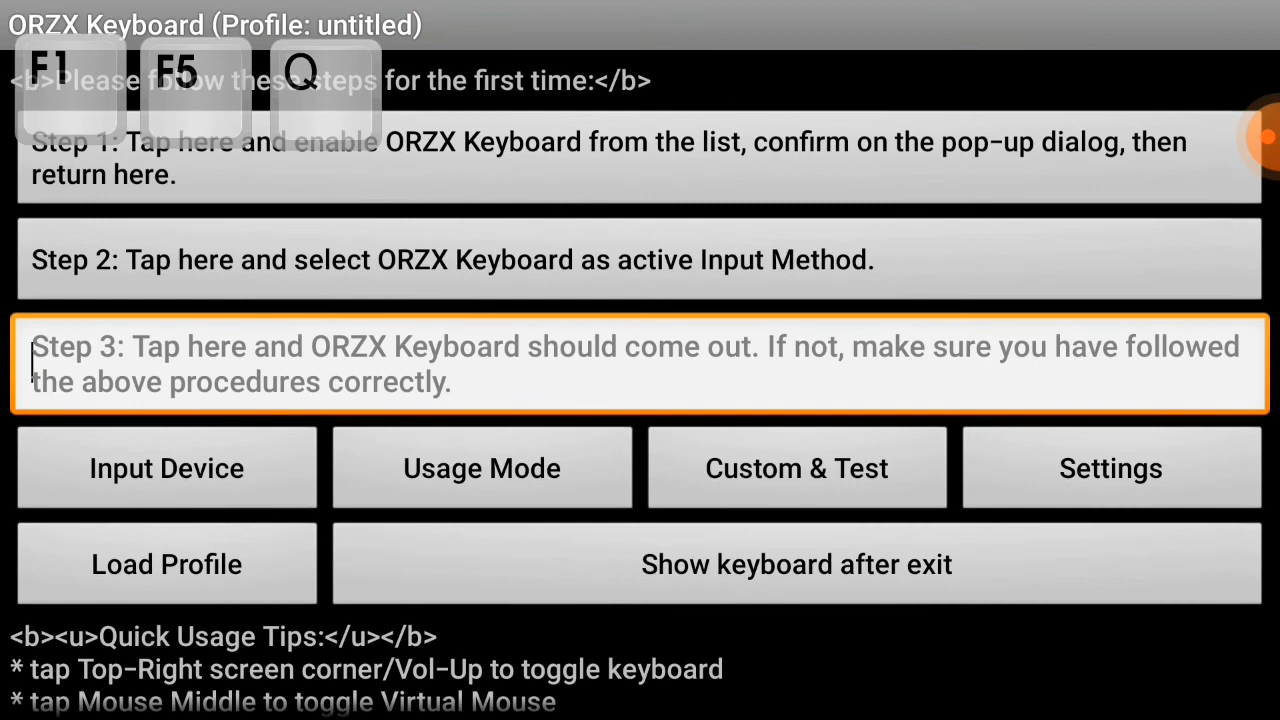 ORZX Keyboard (Profile: untitled)
F1 F5 Q
<b>Please follow these steps for the first time:</b>
Step 1: Tap here and enable ORZX Keyboard from the list, confirm on the pop-up dialog, then
return here.
Step 2: Tap here and select ORZX Keyboard as active Input Method.
Step 3: Tap here and ORZX Keyboard should come out. If not, make sure you have followed
the above procedures correctly.
Input Device Usage Mode Custom & Test Settings
Load Profile Show keyboard after exit
<b><u>Quick Usage Tips:</u></b>
* tap Top-Right screen corner/Vol-Up to toggle keyboard
* tap Mouse Middle to toggle Virtual Mouse